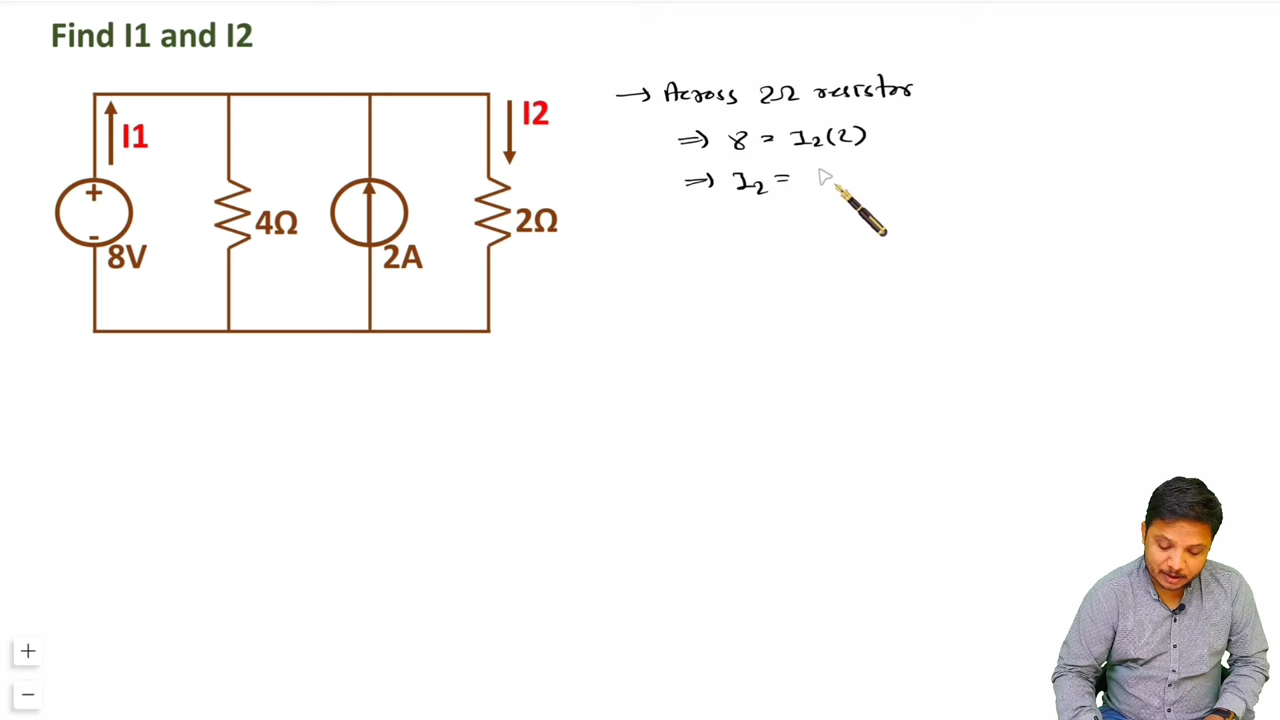 Find I1 and I2
I1
I2
+
-
8V
4Ω
2A
2Ω
→ Across 2Ω resistor
⇒ 8 = I₂(2)
⇒ I₂ =
+
−